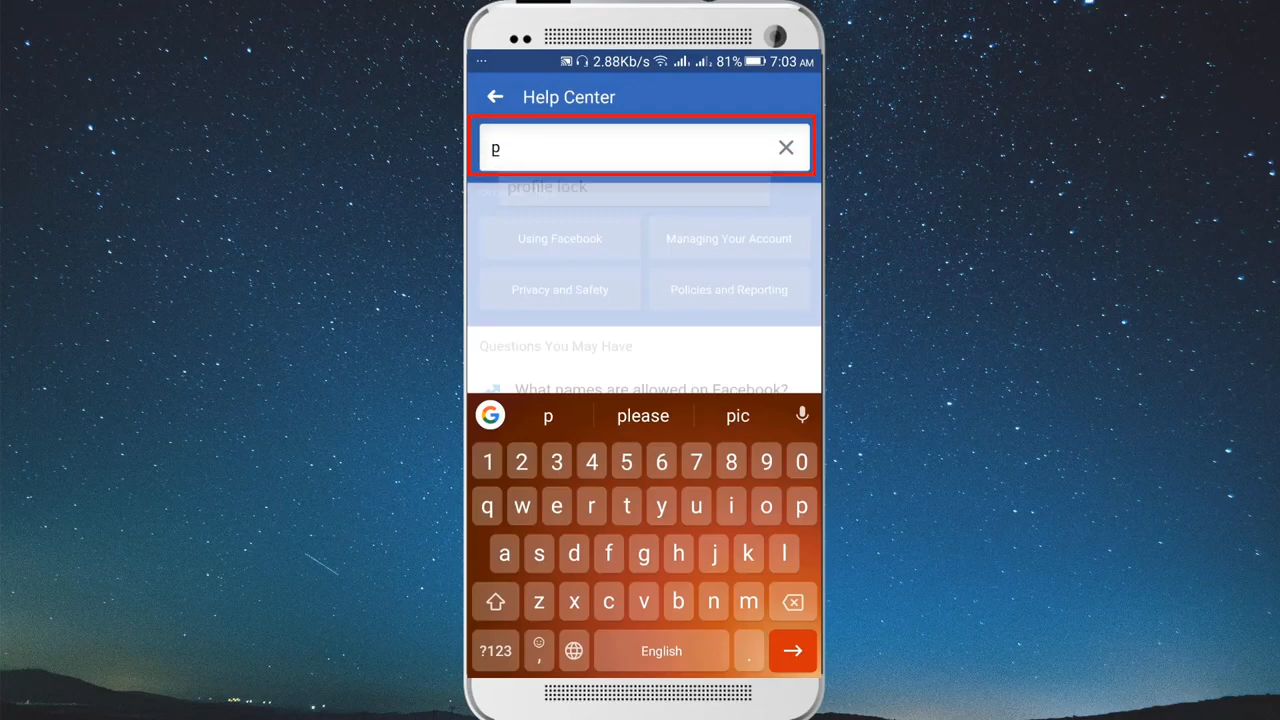 ... 2.88Kb/s 81% 7:03 AM
Help Center
p
profile lock
Using Facebook Managing Your Account
Privacy and Safety Policies and Reporting
Questions You May Have
What names are allowed on Facebook?
G p please pic
1 2 3 4 5 6 7 8 9 0
q w e r t y u i o p
a s d f g h j k l
z x c v b n m
?123 , English .